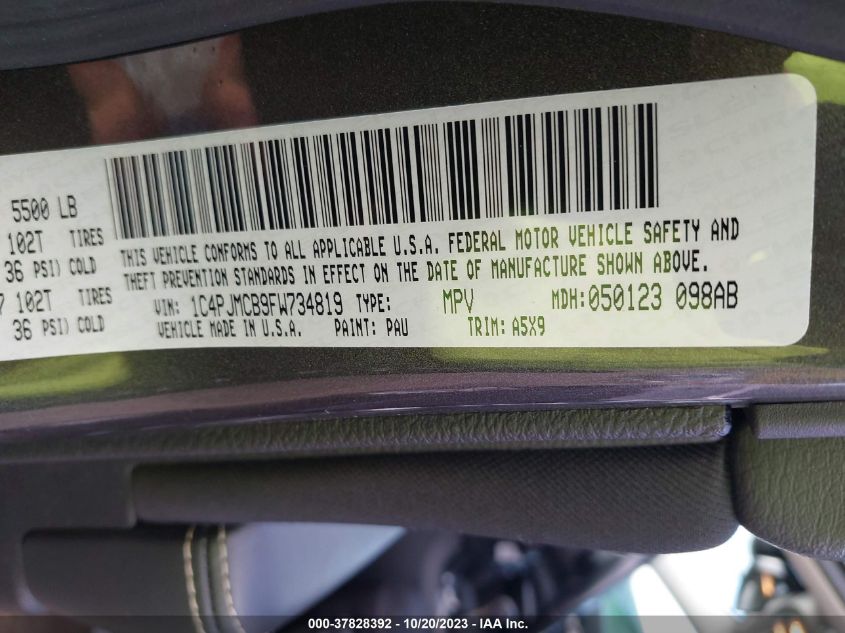 5500 LB
102T TIRES
36 PSI) COLD
7 102T TIRES
36 PSI) COLD
THIS VEHICLE CONFORMS TO ALL APPLICABLE U.S.A. FEDERAL MOTOR VEHICLE SAFETY AND
THEFT PREVENTION STANDARDS IN EFFECT ON THE DATE OF MANUFACTURE SHOWN ABOVE.
VIN: 1C4PJMCB9FW734819 TYPE: MPV MDH:050123 098AB
VEHICLE MADE IN U.S.A. PAINT: PAU TRIM: A5X9
000-37828392 - 10/20/2023 - IAA Inc.